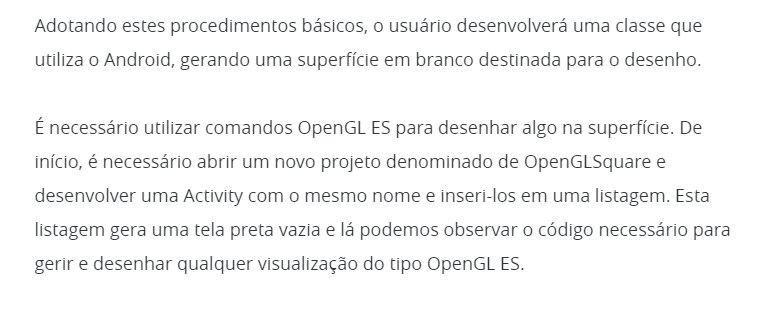 Adotando estes procedimentos básicos, o usuário desenvolverá uma classe que
utiliza o Android, gerando uma superfície em branco destinada para o desenho.
É necessário utilizar comandos OpenGL ES para desenhar algo na superfície. De
início, é necessário abrir um novo projeto denominado de OpenGLSquare e
desenvolver uma Activity com o mesmo nome e inseri-los em uma listagem. Esta
listagem gera uma tela preta vazia e lá podemos observar o código necessário para
gerir e desenhar qualquer visualização do tipo OpenGL ES.